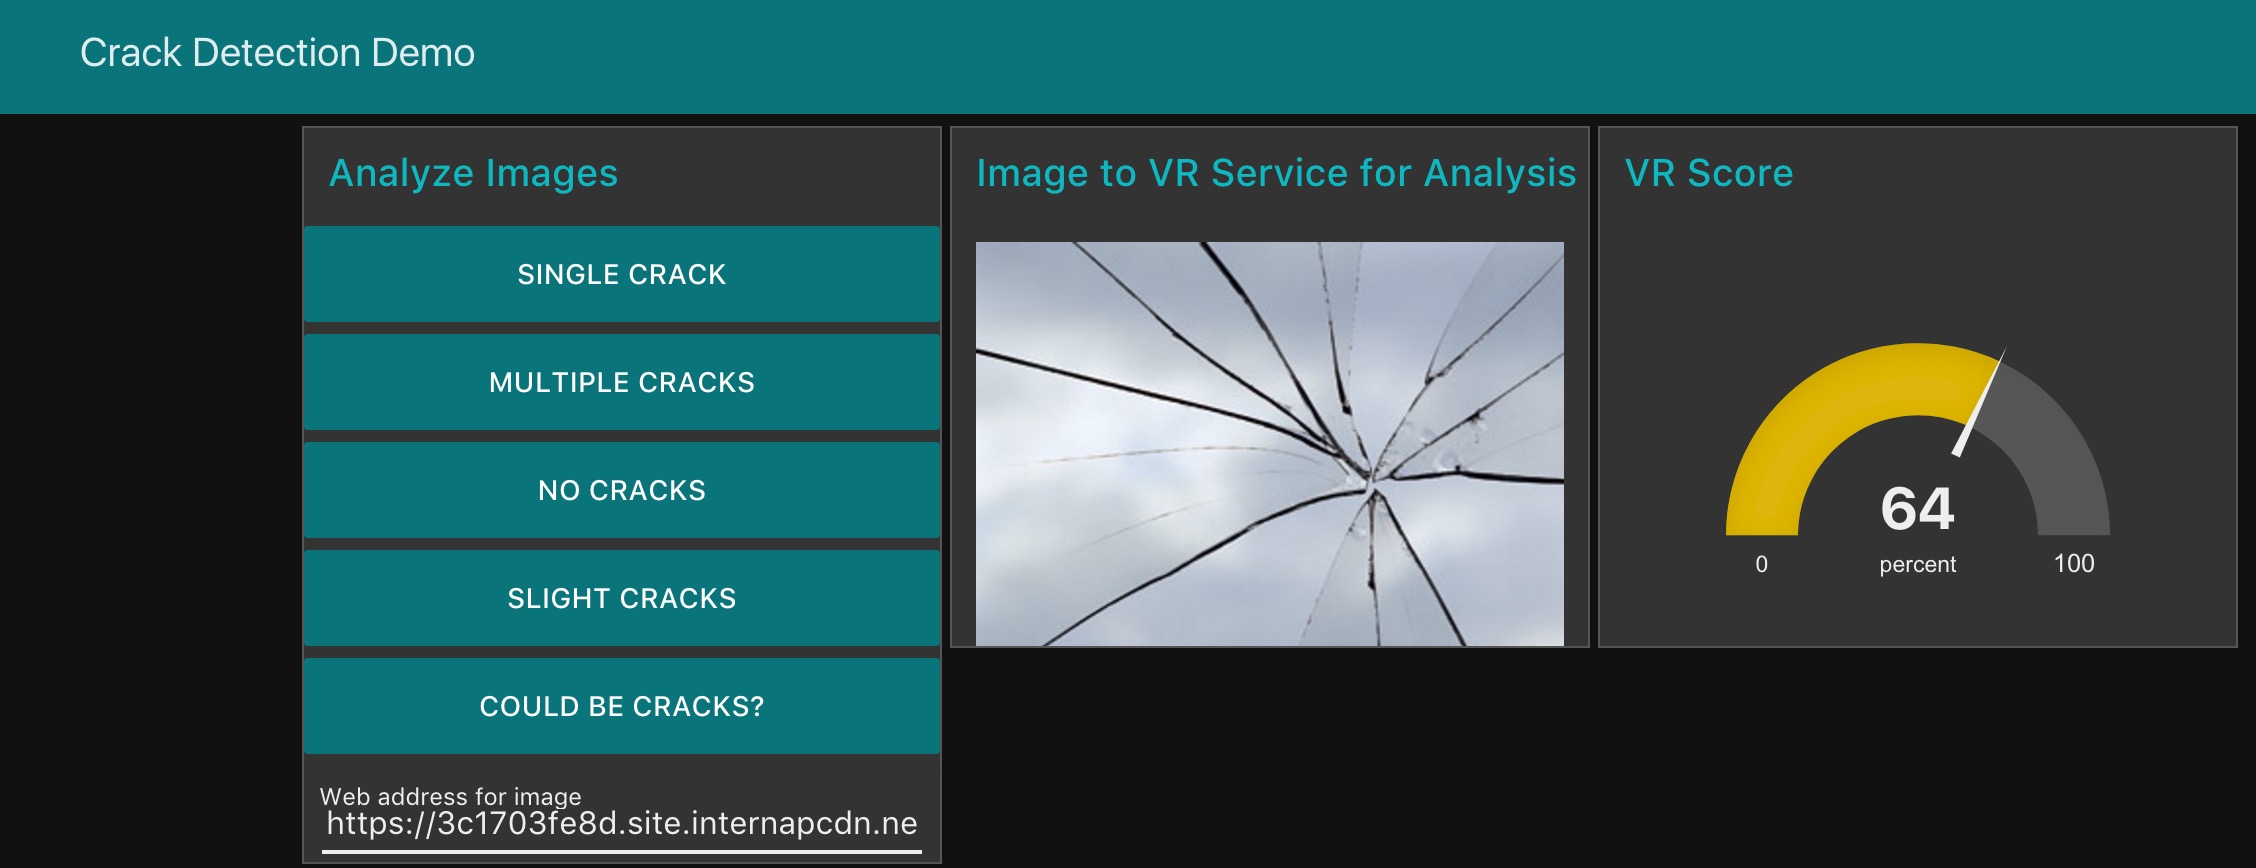 Crack Detection Demo
Analyze Images
SINGLE CRACK
MULTIPLE CRACKS
NO CRACKS
SLIGHT CRACKS
COULD BE CRACKS?
Web address for image
https://3c1703fe8d.site.internapcdn.ne
Image to VR Service for Analysis
VR Score
64
0
percent
100